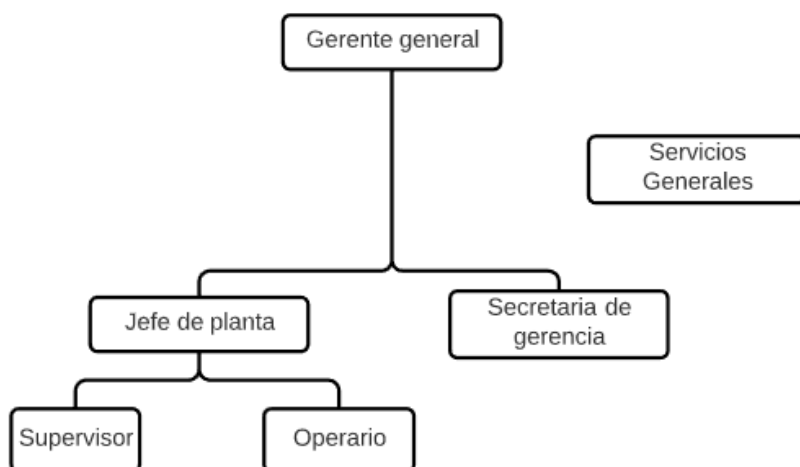 Gerente general
Servicios
Generales
Jefe de planta
Secretaria de
gerencia
Supervisor
Operario